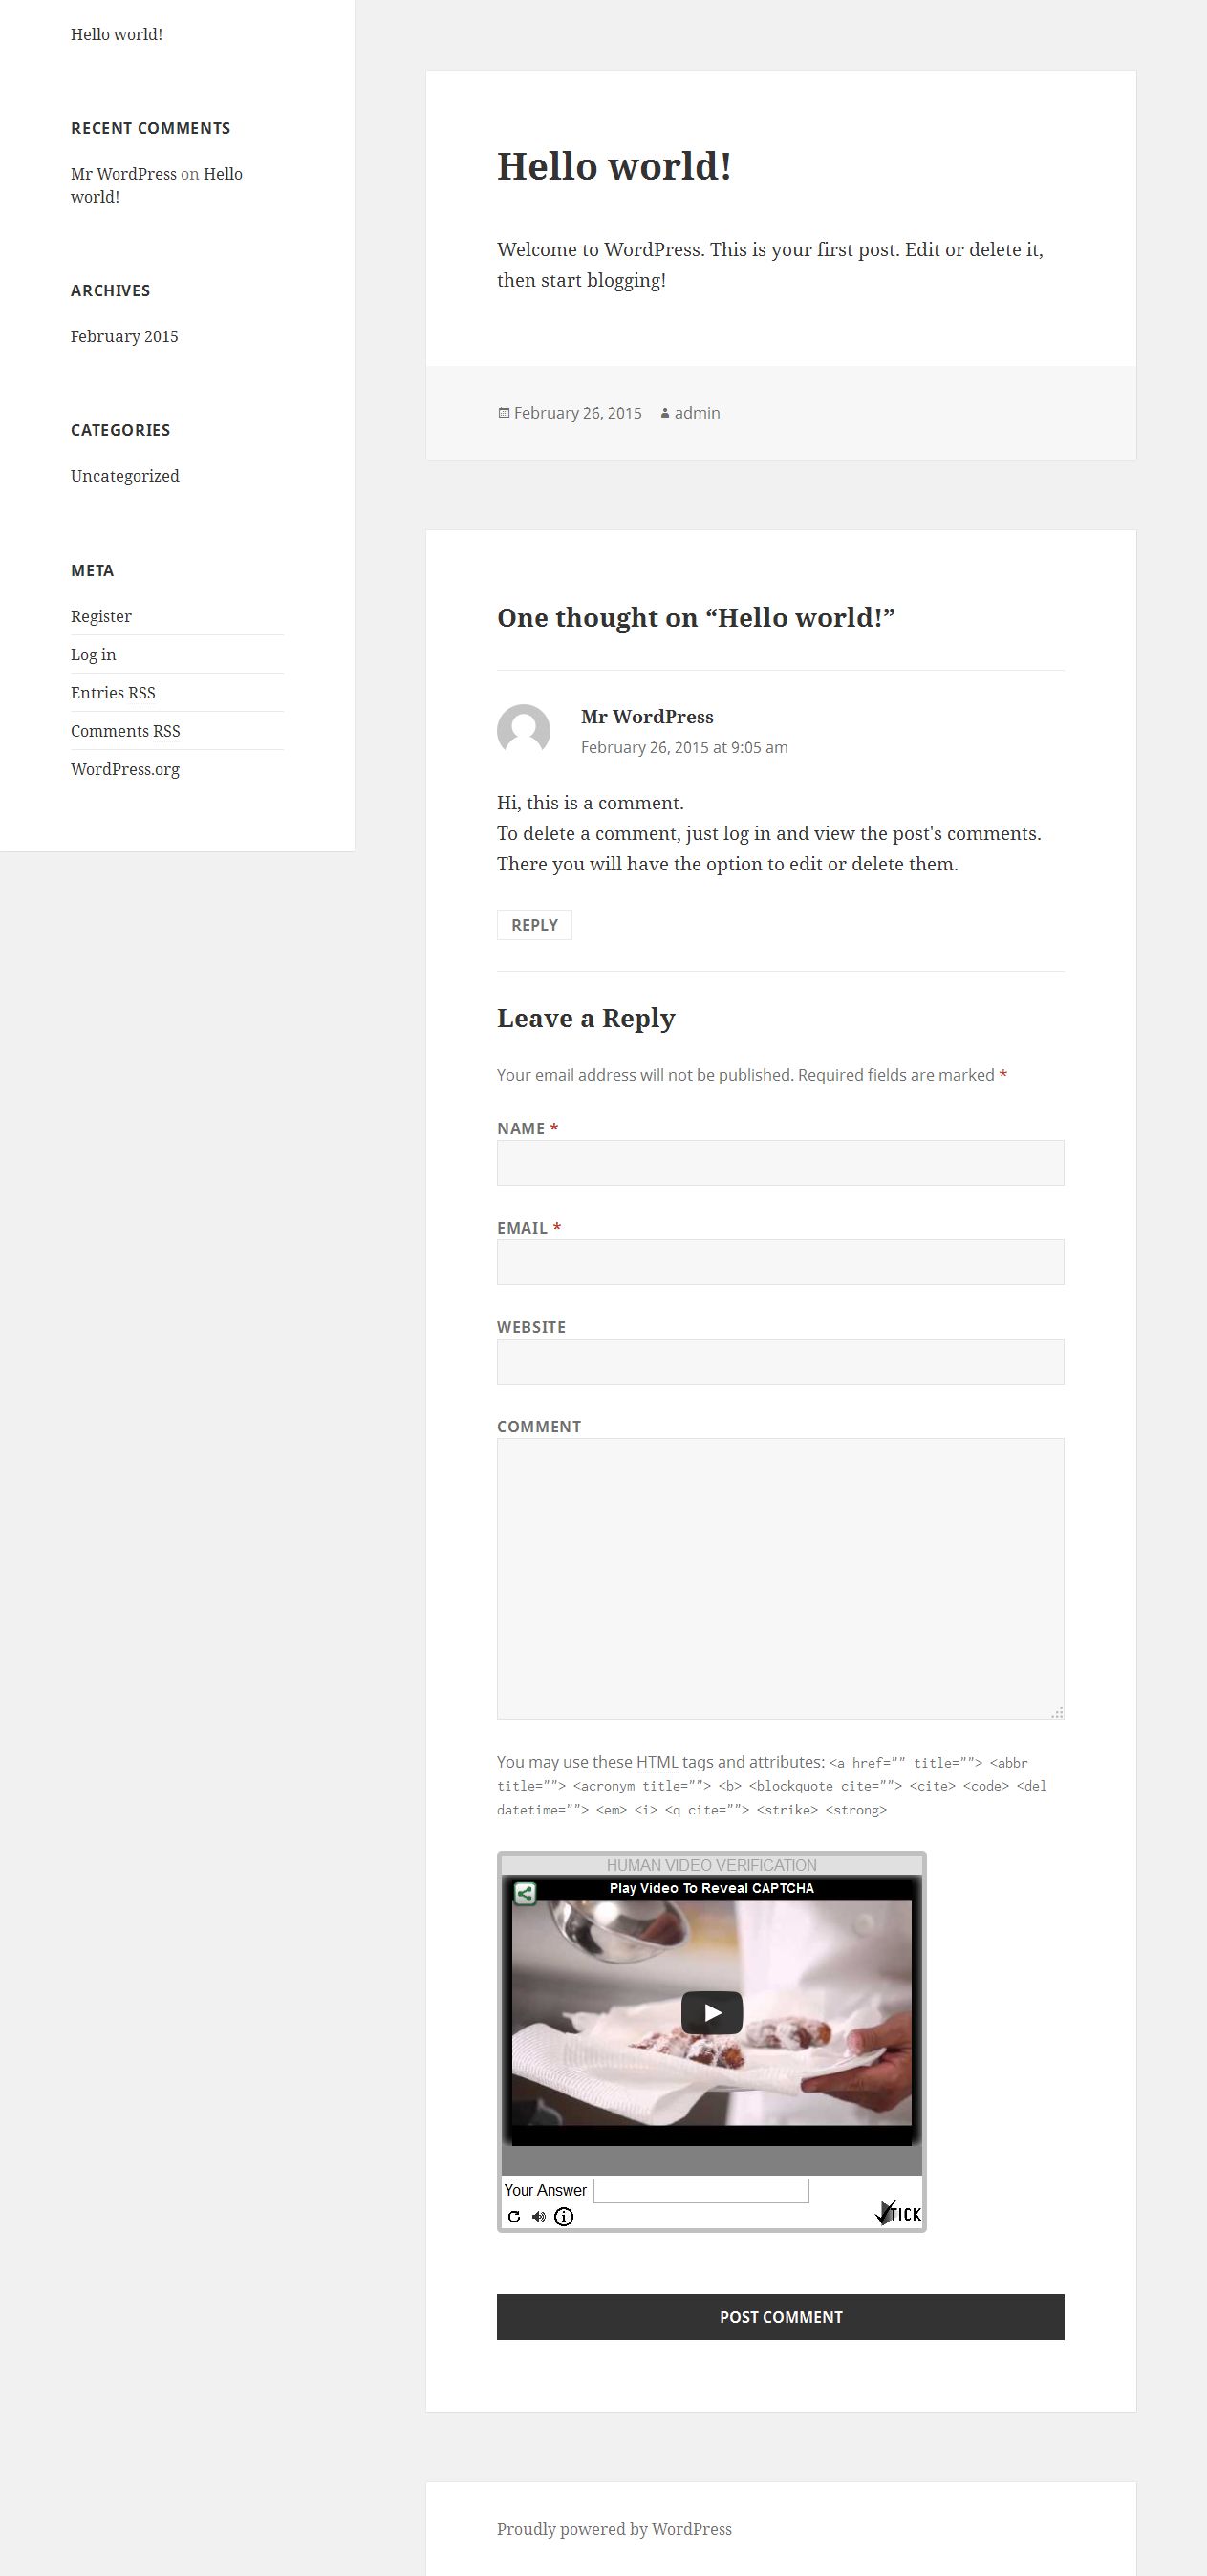 Hello world!
RECENT COMMENTS
Mr WordPress on Hello
world!
ARCHIVES
February 2015
CATEGORIES
Uncategorized
META
Register
Log in
Entries RSS
Comments RSS
WordPress.org
Hello world!
Welcome to WordPress. This is your first post. Edit or delete it,
then start blogging!
February 26, 2015 admin
One thought on “Hello world!”
Mr WordPress
February 26, 2015 at 9:05 am
Hi, this is a comment.
To delete a comment, just log in and view the post's comments.
There you will have the option to edit or delete them.
REPLY
Leave a Reply
Your email address will not be published. Required fields are marked *
NAME *
EMAIL *
WEBSITE
COMMENT
You may use these HTML tags and attributes: <a href="" title=""> <abbr
title=""> <acronym title=""> <b> <blockquote cite=""> <cite> <code> <del
datetime=""> <em> <i> <q cite=""> <strike> <strong>
HUMAN VIDEO VERIFICATION
Play Video To Reveal CAPTCHA
Your Answer
TICK
POST COMMENT
Proudly powered by WordPress